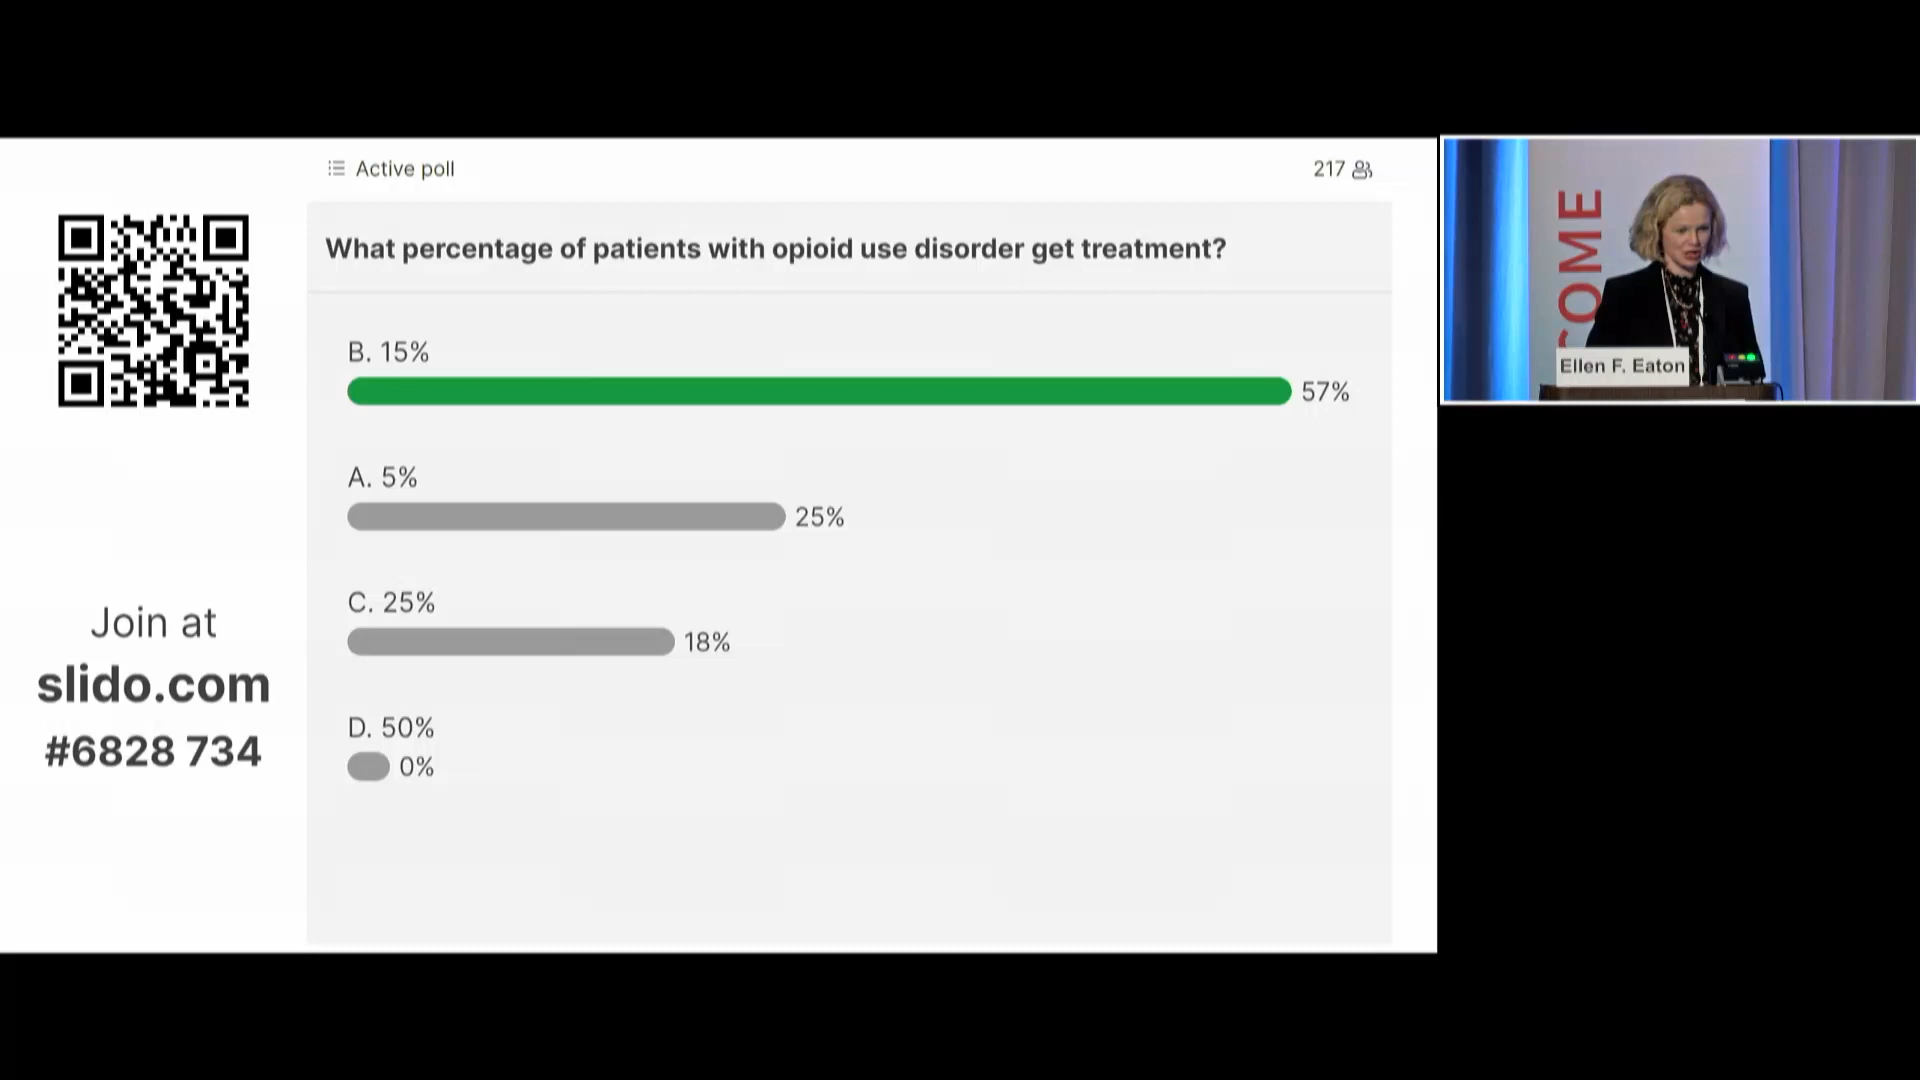 Active poll
217
What percentage of patients with opioid use disorder get treatment?
B. 15%
57%
A. 5%
25%
C. 25%
18%
D. 50%
0%
Join at
slido.com
#6828 734
COME
Ellen F. Eaton